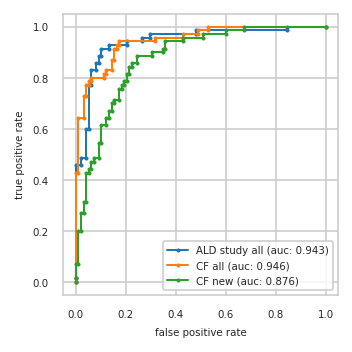 1.0
0.8
0.6
0.4
0.2
0.0
true positive rate
0.0 0.2 0.4 0.6 0.8 1.0
false positive rate
ALD study all (auc: 0.943)
CF all (auc: 0.946)
CF new (auc: 0.876)